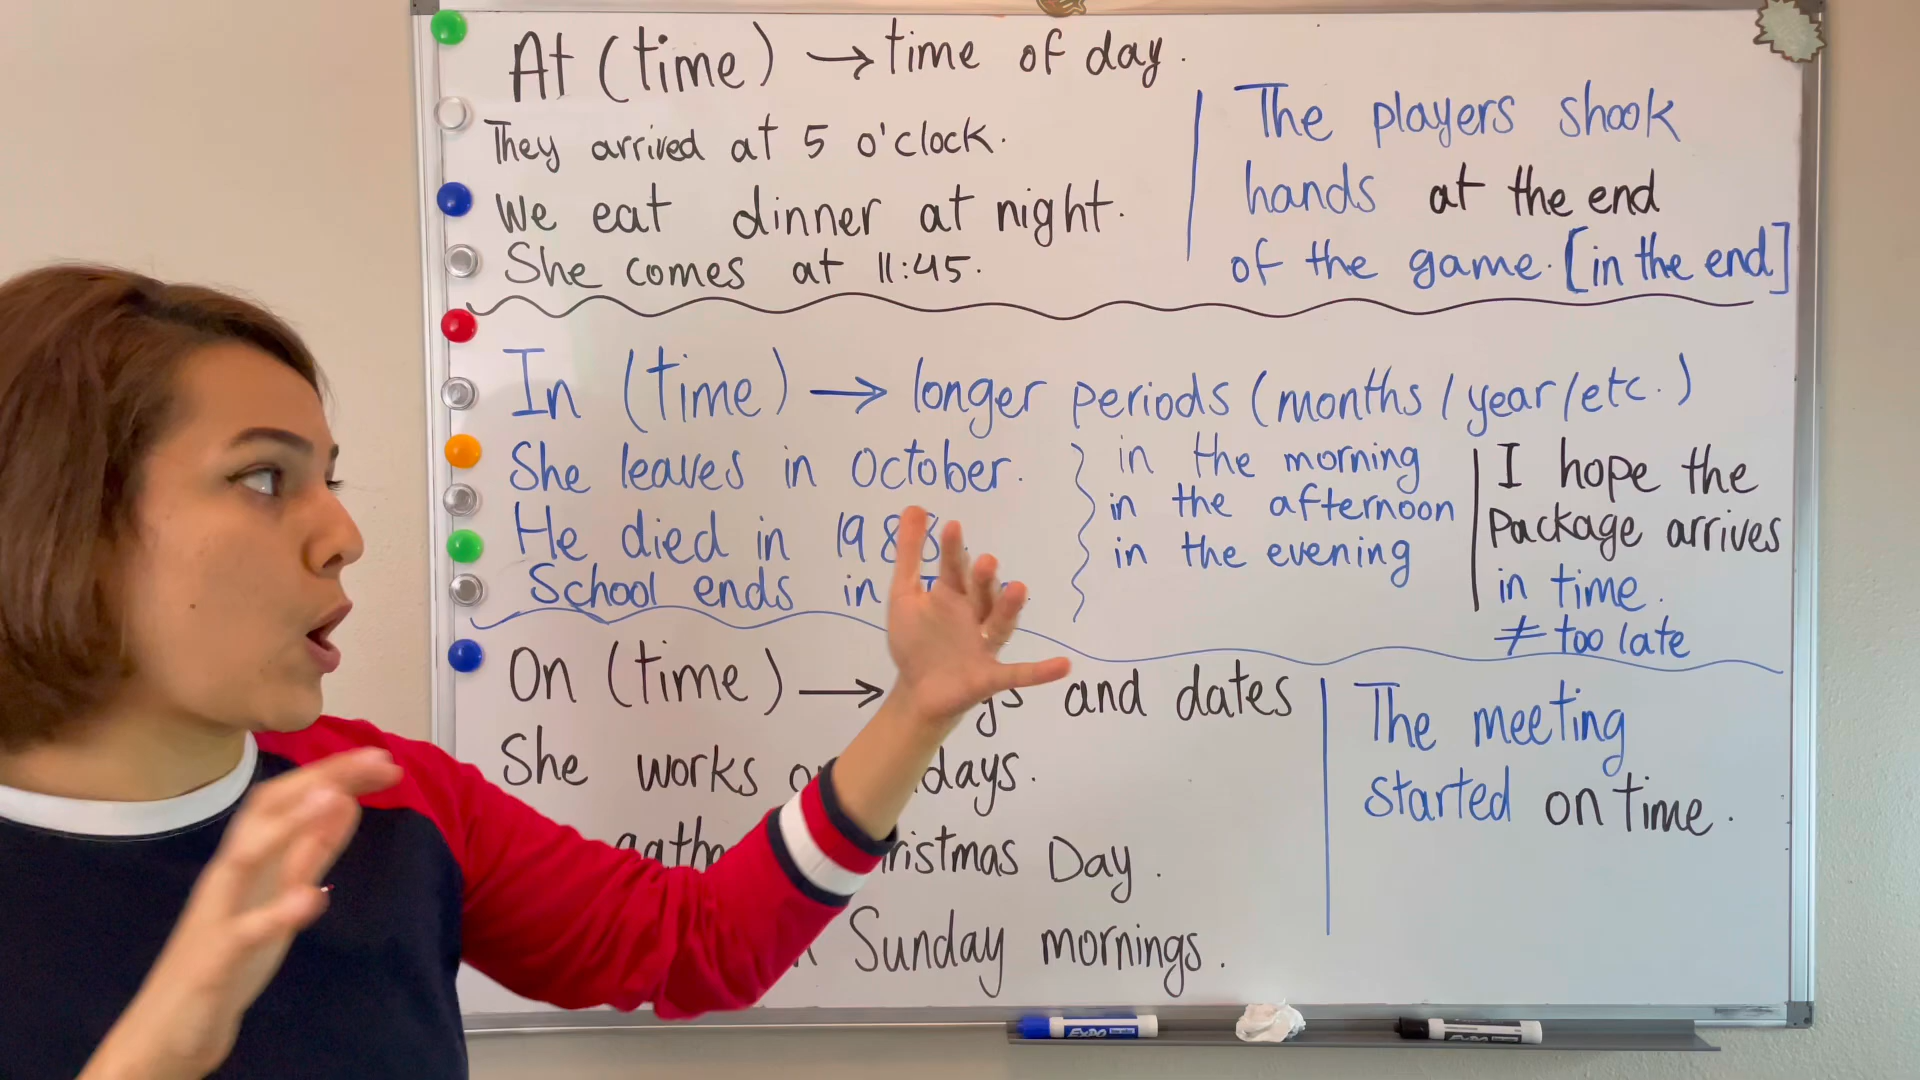 At (time) → time of day.
They arrived at 5 o'clock.
We eat dinner at night.
She comes at 11:45.
The players shook
hands at the end
of the game. [in the end]
In (time) → longer periods (months / year / etc.)
She leaves in October.
He died in 1988.
School ends in
in the morning
in the afternoon
in the evening
I hope the
Package arrives
in time.
≠ too late
On (time) → and dates
She works
Day.
Sunday mornings.
The meeting
started on time.
EXPO
EXPO